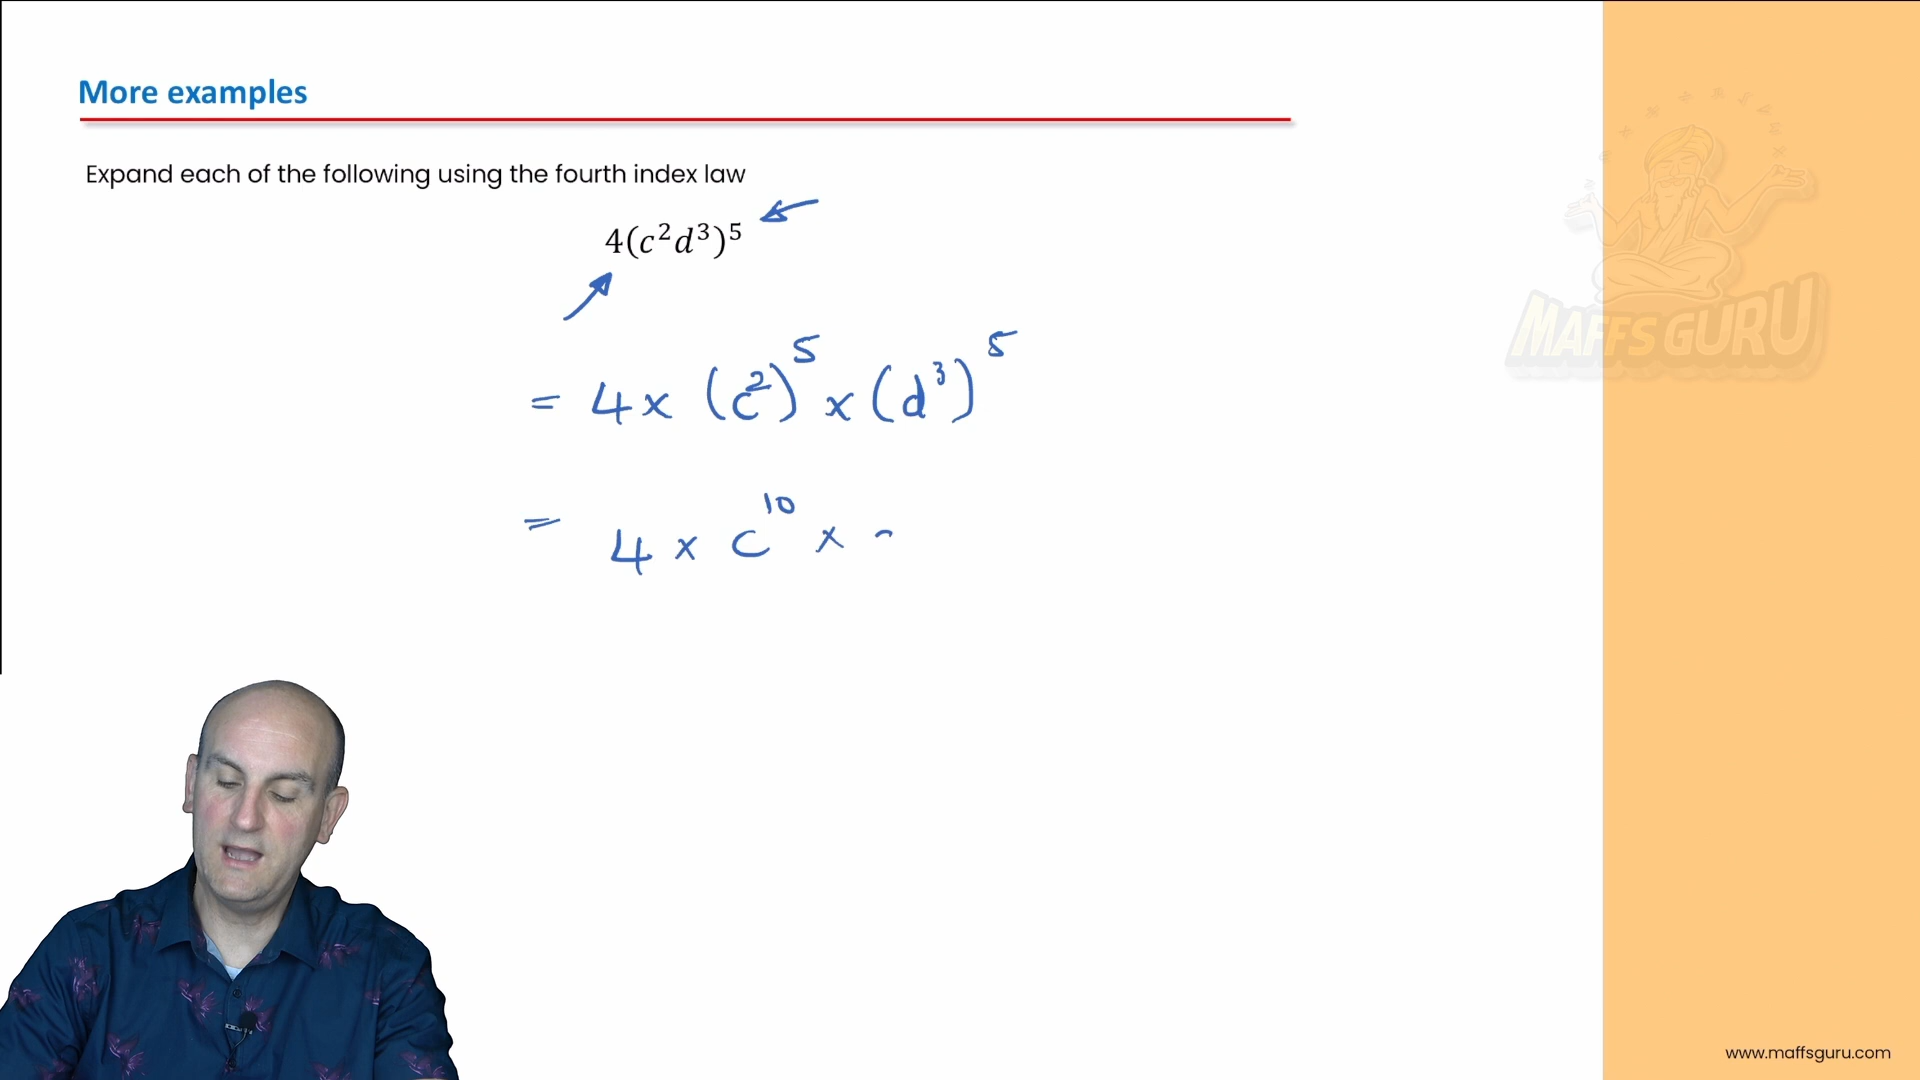 More examples
Expand each of the following using the fourth index law
4(c²d³)⁵
= 4 × (c²)⁵ × (d³)⁵
= 4 × c¹⁰ ×
MAFFS GURU
www.maffsguru.com